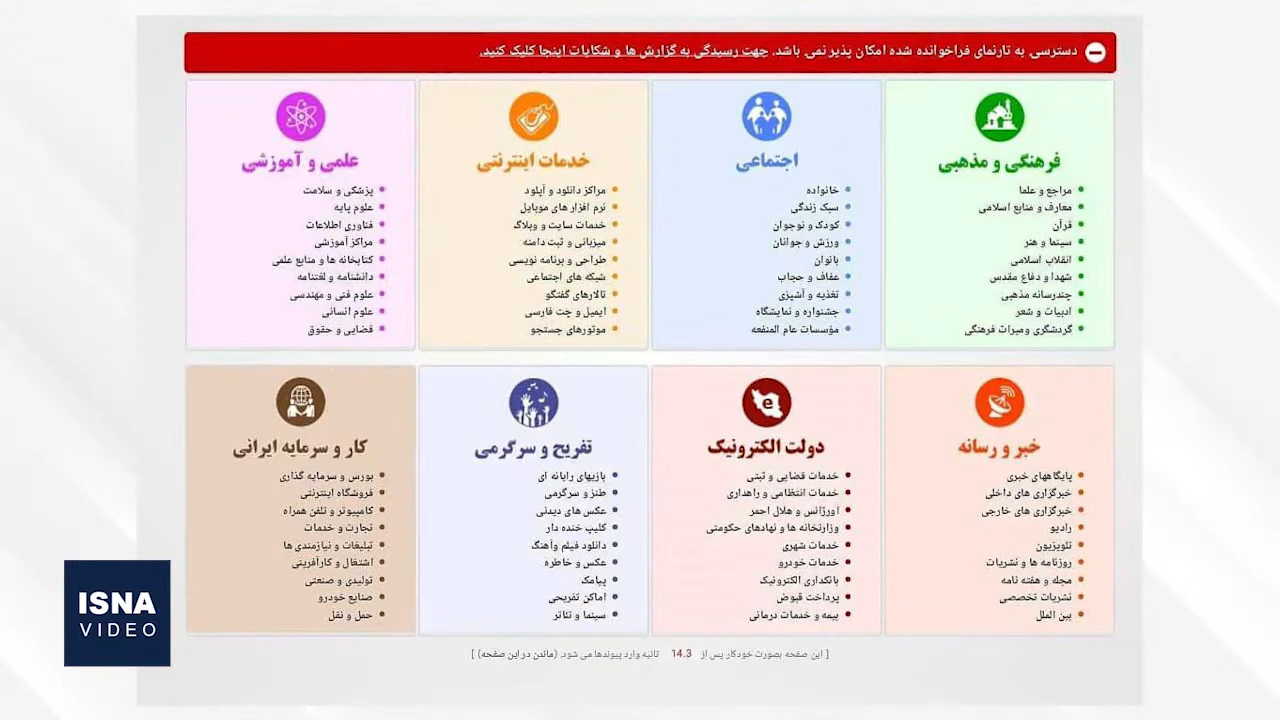 دسترسی به تارنمای فراخوانده شده امکان پذیر نمی باشد. جهت رسیدگی به گزارش ها و شکایات اینجا کلیک کنید.
فرهنگی و مذهبی
مراجع و علما
معارف و منابع اسلامی
قرآن
سینما و هنر
انقلاب اسلامی
شهدا و دفاع مقدس
چندرسانه مذهبی
ادبیات و شعر
گردشگری ومیراث فرهنگی
اجتماعی
خانواده
سبک زندگی
کودک و نوجوان
ورزش و جوانان
بانوان
عفاف و حجاب
تغذیه و آشپزی
جشنواره و نمایشگاه
مؤسسات عام المنفعه
خدمات اینترنتی
مراکز دانلود و آپلود
نرم افزار های موبایل
خدمات سایت و وبلاگ
میزبانی و ثبت دامنه
طراحی و برنامه نویسی
شبکه های اجتماعی
تالارهای گفتگو
ایمیل و چت فارسی
موتورهای جستجو
علمی و آموزشی
پزشکی و سلامت
علوم پایه
فناوری اطلاعات
مراکز آموزشی
کتابخانه ها و منابع علمی
دانشنامه و لغتنامه
علوم فنی و مهندسی
علوم انسانی
قضایی و حقوق
خبر و رسانه
پایگاههای خبری
خبرگزاری های داخلی
خبرگزاری های خارجی
رادیو
تلویزیون
روزنامه ها و نشریات
مجله و هفته نامه
نشریات تخصصی
بین الملل
دولت الکترونیک
خدمات قضایی و ثبتی
خدمات انتظامی و راهداری
اورژانس و هلال احمر
وزارتخانه ها و نهادهای حکومتی
خدمات شهری
خدمات خودرو
بانکداری الکترونیک
پرداخت قبوض
بیمه و خدمات درمانی
تفریح و سرگرمی
بازیهای رایانه ای
طنز و سرگرمی
عکس های دیدنی
کلیپ خنده دار
دانلود فیلم وآهنگ
عکس و خاطره
پیامک
اماکن تفریحی
سینما و تئاتر
کار و سرمایه ایرانی
بورس و سرمایه گذاری
فروشگاه اینترنتی
کامپیوتر و تلفن همراه
تجارت و خدمات
تبلیغات و نیازمندی ها
اشتغال و کارآفرینی
تولیدی و صنعتی
صنایع خودرو
حمل و نقل
[ این صفحه بصورت خودکار پس از 14.3 ثانیه وارد پیوندها می شود. (ماندن در این صفحه) ]
ISNA
VIDEO